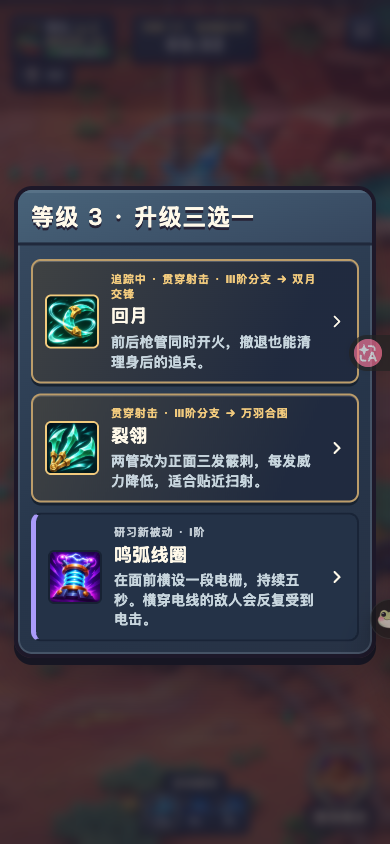 等级 3 · 升级三选一
追踪中 · 贯穿射击 · Ⅲ阶分支 → 双月
交锋
回月
前后枪管同时开火，撤退也能清
理身后的追兵。
贯穿射击 · Ⅲ阶分支 → 万羽合围
裂翎
两管改为正面三发霰刺，每发威
力降低，适合贴近扫射。
研习新被动 · Ⅰ阶
鸣弧线圈
在面前横设一段电栅，持续五
秒。横穿电线的敌人会反复受到
电击。